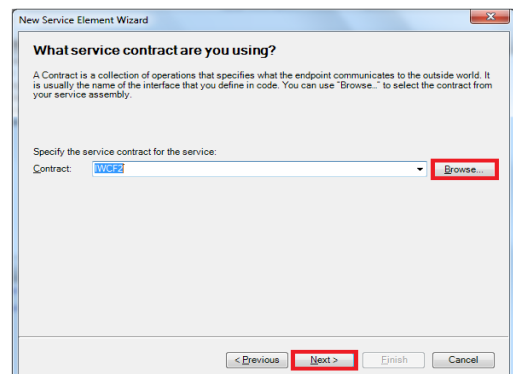 New Service Element Wizard
What service contract are you using?
A Contract is a collection of operations that specifies what the endpoint communicates to the outside world. It
is usually the name of the interface that you define in code. You can use "Browse.." to select the contract from
your service assembly.
Specify the service contract for the service:
Contract: IWCF2 Browse...
< Previous Next > Finish Cancel